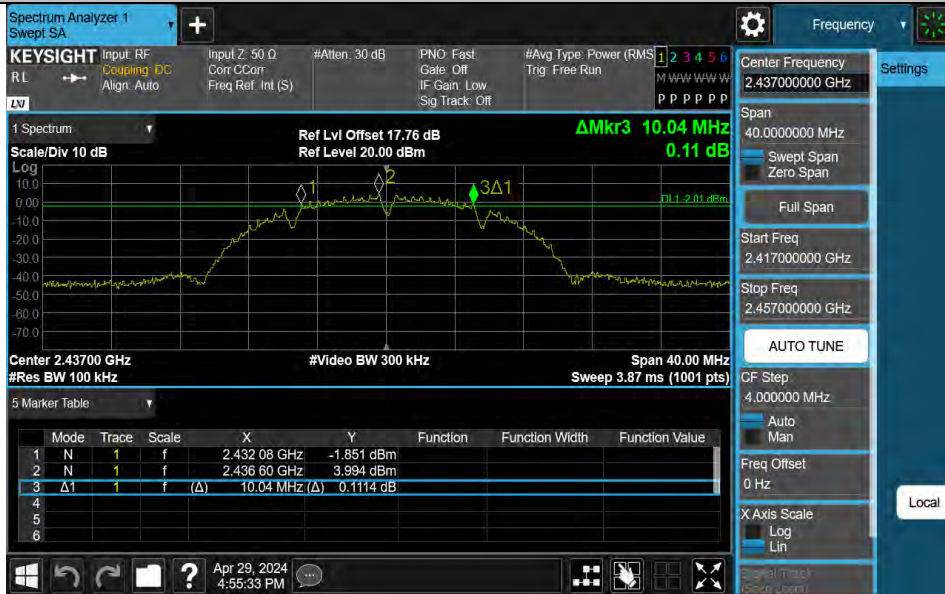 Spectrum Analyzer 1
Swept SA
+
Frequency
KEYSIGHT
RL
LXI
Input: RF
Coupling: DC
Align: Auto
Input Z: 50 Ω
Corr CCorr
Freq Ref: Int (S)
#Atten: 30 dB
PNO: Fast
Gate: Off
IF Gain: Low
Sig Track: Off
#Avg Type: Power (RMS
Trig: Free Run
1 2 3 4 5 6
M W W W W W
P P P P P P
1 Spectrum
Scale/Div 10 dB
Ref Lvl Offset 17.76 dB
Ref Level 20.00 dBm
ΔMkr3 10.04 MHz
0.11 dB
Log
10.0
0.00
-10.0
-20.0
-30.0
-40.0
-50.0
-60.0
-70.0
1
2
3Δ1
DL1 -2.01 dBm
Center 2.43700 GHz
#Video BW 300 kHz
Span 40.00 MHz
#Res BW 100 kHz
Sweep 3.87 ms (1001 pts)
5 Marker Table
Mode Trace Scale X Y Function Function Width Function Value
1 N 1 f 2.432 08 GHz -1.851 dBm
2 N 1 f 2.436 60 GHz 3.994 dBm
3 Δ1 1 f (Δ) 10.04 MHz (Δ) 0.1114 dB
4
5
6
?
Apr 29, 2024
4:55:33 PM
Center Frequency
2.437000000 GHz
Settings
Span
40.0000000 MHz
Swept Span
Zero Span
Full Span
Start Freq
2.417000000 GHz
Stop Freq
2.457000000 GHz
AUTO TUNE
CF Step
4.000000 MHz
Auto
Man
Freq Offset
0 Hz
Local
X Axis Scale
Log
Lin
Signal Track
(Span Zoom)